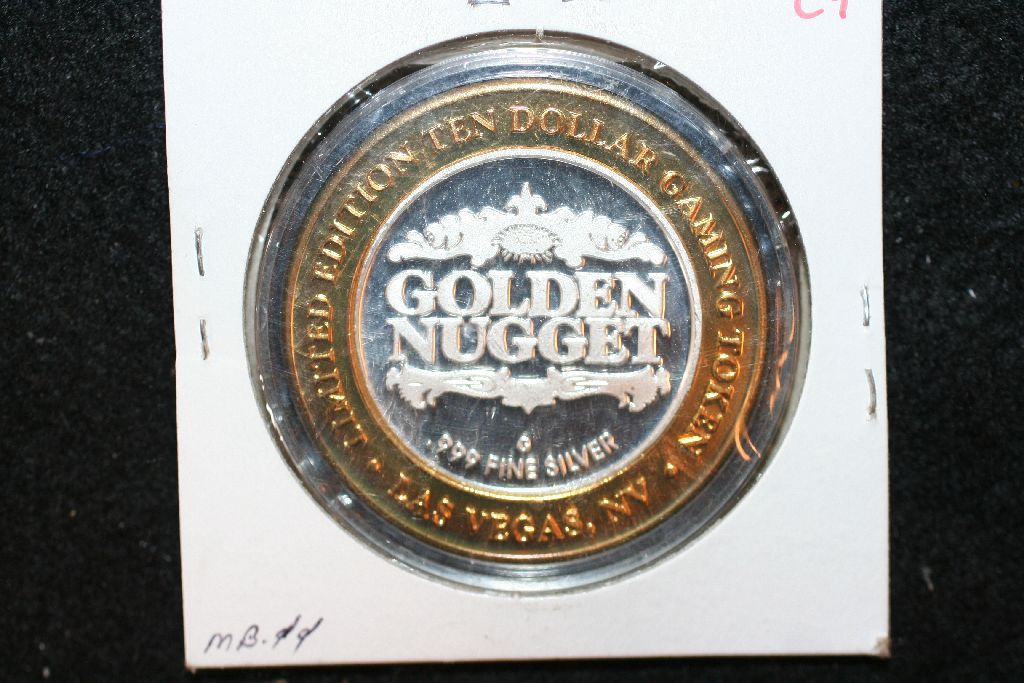 LIMITED EDITION TEN DOLLAR GAMING TOKEN
GOLDEN
NUGGET
G
.999 FINE SILVER
• LAS VEGAS, NV •